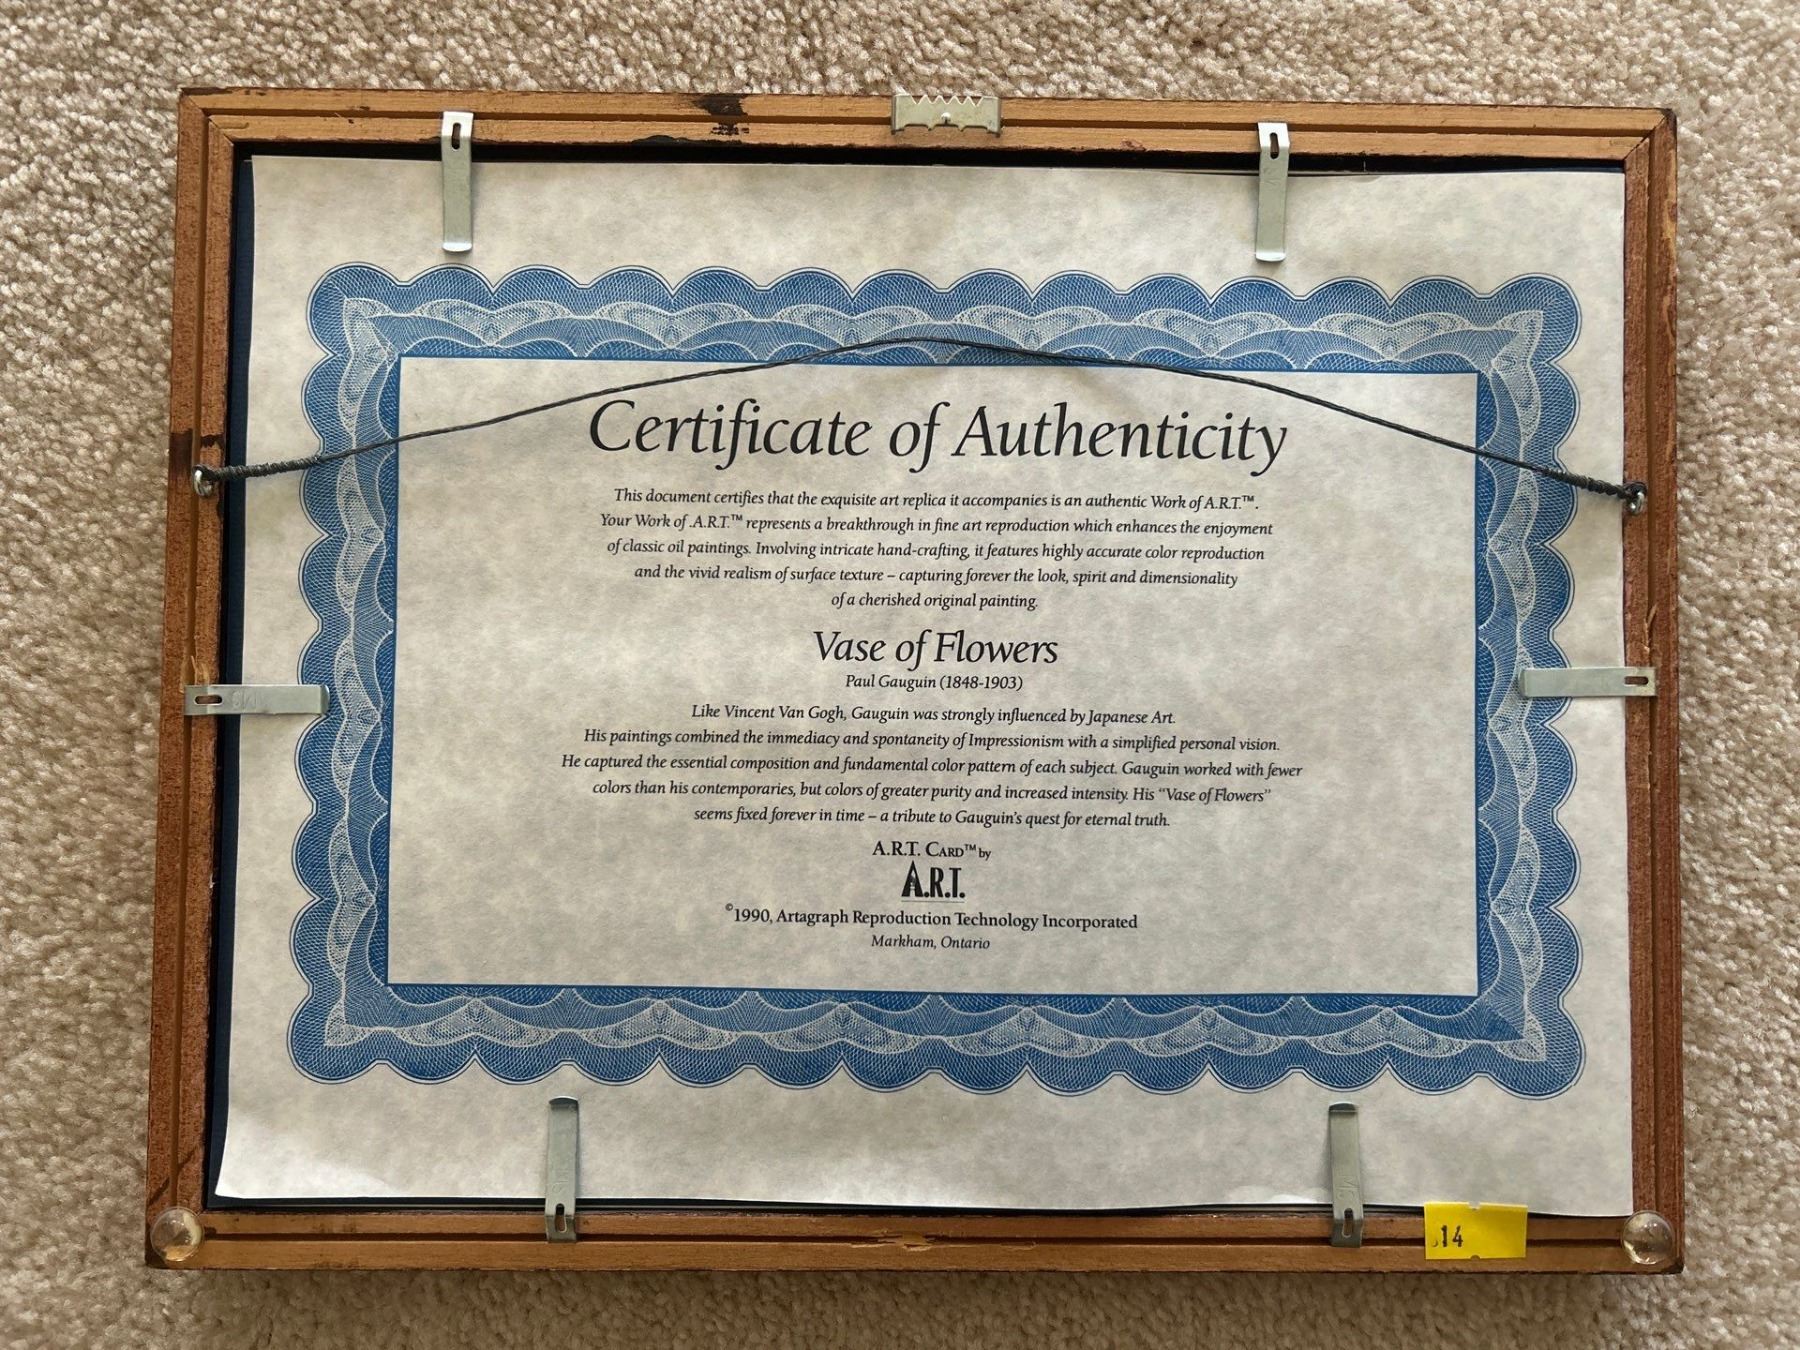 Certificate of Authenticity
This document certifies that the exquisite art replica it accompanies is an authentic Work of A.R.T.™.
Your Work of A.R.T.™ represents a breakthrough in fine art reproduction which enhances the enjoyment
of classic oil paintings. Involving intricate hand-crafting, it features highly accurate color reproduction
and the vivid realism of surface texture – capturing forever the look, spirit and dimensionality
of a cherished original painting.
Vase of Flowers
Paul Gauguin (1848-1903)
Like Vincent Van Gogh, Gauguin was strongly influenced by Japanese Art.
His paintings combined the immediacy and spontaneity of Impressionism with a simplified personal vision.
He captured the essential composition and fundamental color pattern of each subject. Gauguin worked with fewer
colors than his contemporaries, but colors of greater purity and increased intensity. His “Vase of Flowers”
seems fixed forever in time – a tribute to Gauguin's quest for eternal truth.
A.R.T. CARD™ by
A.R.T.
©1990, Artagraph Reproduction Technology Incorporated
Markham, Ontario
14